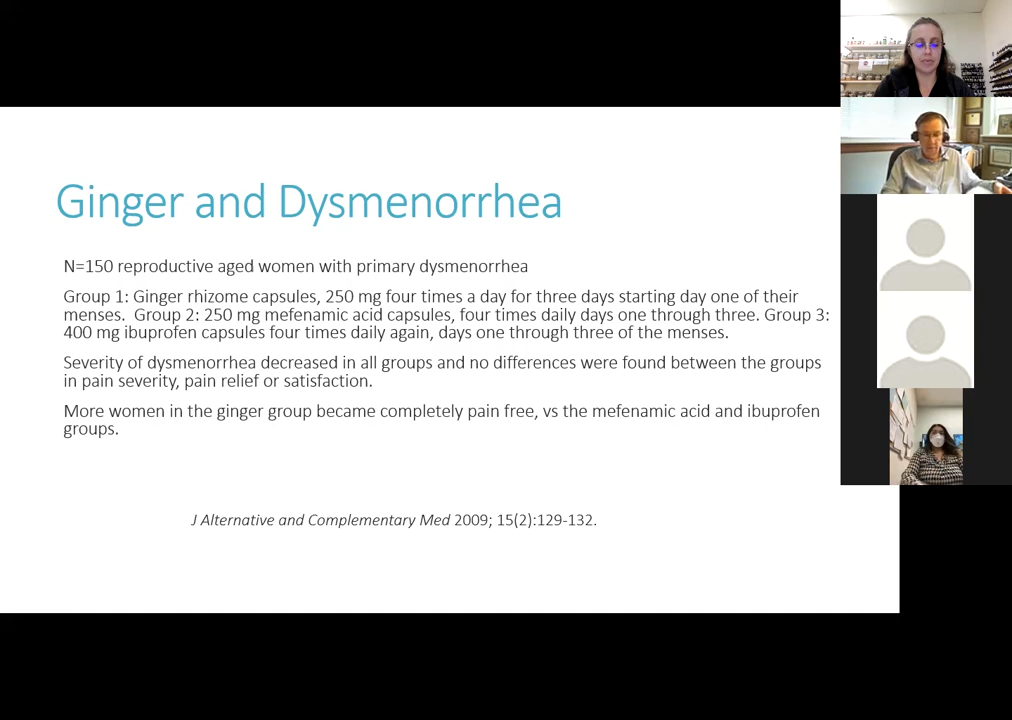 Ginger and Dysmenorrhea
N=150 reproductive aged women with primary dysmenorrhea
Group 1: Ginger rhizome capsules, 250 mg four times a day for three days starting day one of their
menses.  Group 2: 250 mg mefenamic acid capsules, four times daily days one through three. Group 3:
400 mg ibuprofen capsules four times daily again, days one through three of the menses.
Severity of dysmenorrhea decreased in all groups and no differences were found between the groups
in pain severity, pain relief or satisfaction.
More women in the ginger group became completely pain free, vs the mefenamic acid and ibuprofen
groups.
J Alternative and Complementary Med 2009; 15(2):129-132.